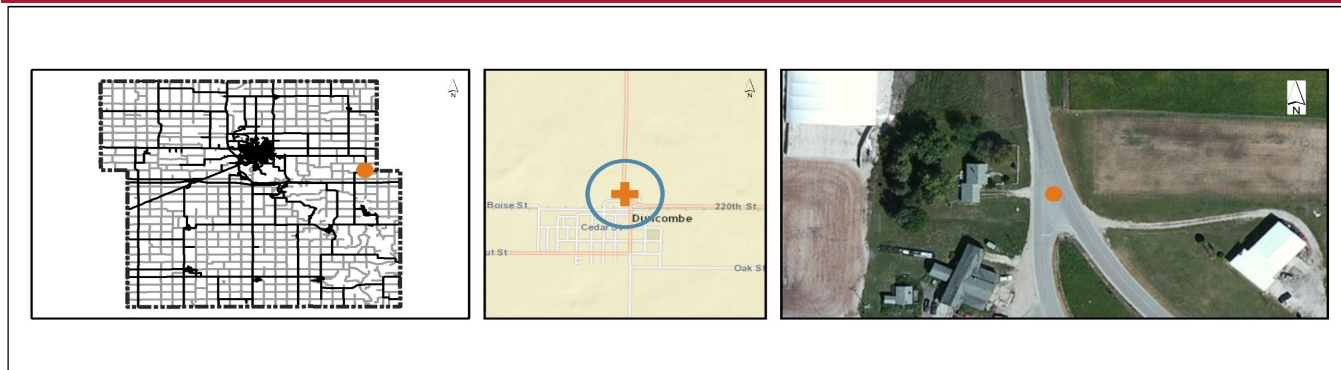 N
N
N
Boise St
220th St,
Duncombe
Cedar St
ut St
Oak St